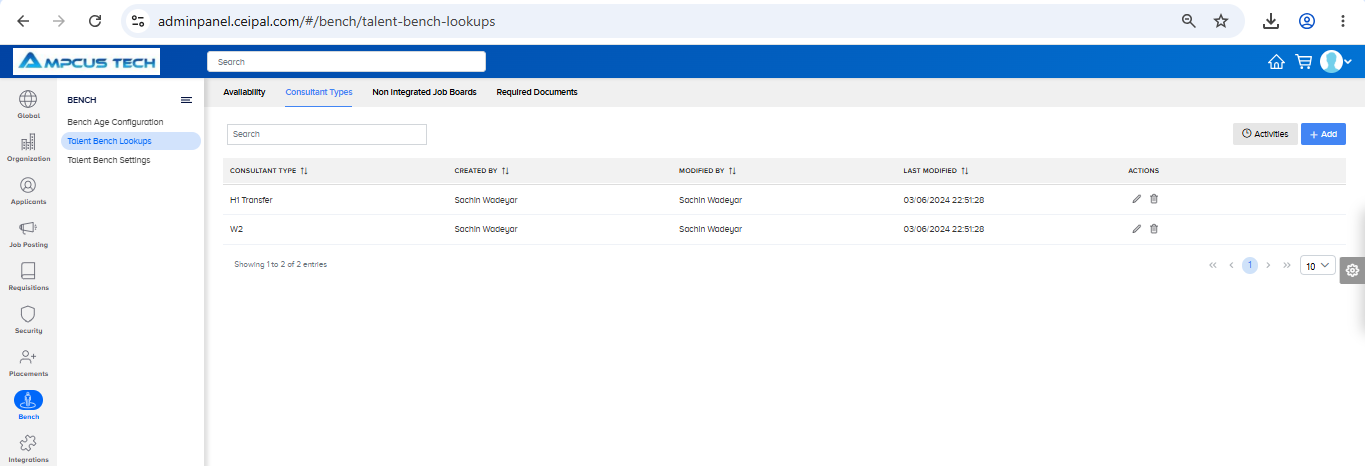 adminpanel.ceipal.com/#/bench/talent-bench-lookups
AMPCUS TECH
Search
Global
Organization
Applicants
Job Posting
Requisitions
Security
Placements
Bench
Integrations
BENCH
Bench Age Configuration
Talent Bench Lookups
Talent Bench Settings
Availability Consultant Types Non Integrated Job Boards Required Documents
Search
Activities + Add
CONSULTANT TYPE CREATED BY MODIFIED BY LAST MODIFIED ACTIONS
H1 Transfer Sachin Wadeyar Sachin Wadeyar 03/06/2024 22:51:28
W2 Sachin Wadeyar Sachin Wadeyar 03/06/2024 22:51:28
Showing 1 to 2 of 2 entries « ‹ 1 › » 10